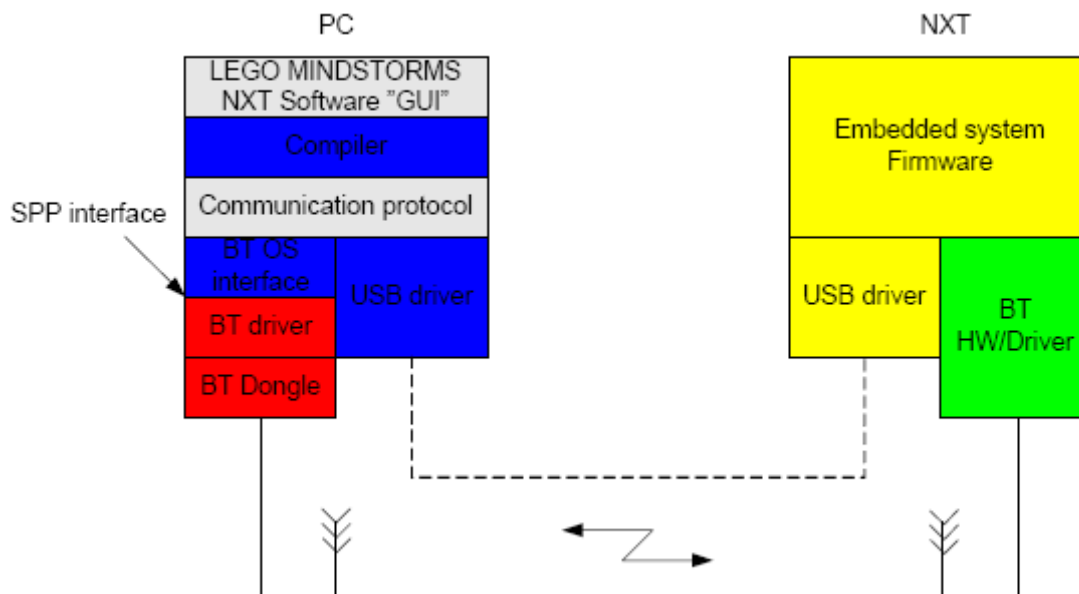 PC
NXT
LEGO MINDSTORMS
NXT Software ”GUI”
Compiler
Communication protocol
SPP interface
BT OS
interface
USB driver
BT driver
BT Dongle
Embedded system
Firmware
USB driver
BT
HW/Driver